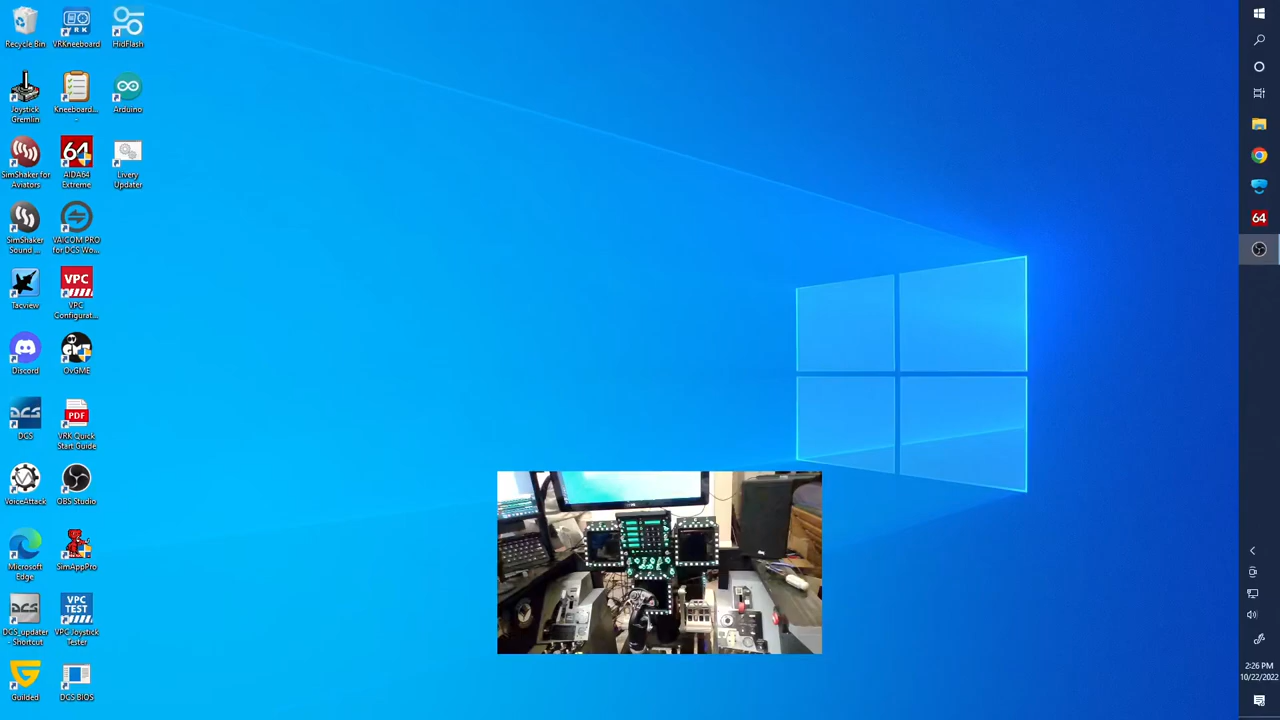 Recycle Bin
VRKneeboard
VRK
HidFlash
Joystick
Gremlin
Kneeboard...
-
Arduino
SimShaker for
Aviators
64
AIDA64
Extreme
Livery
Updater
SimShaker
Sound ...
VAICOM PRO
for DCS Wo...
Tacview
VPC
VPC
Configurat...
Discord
OvGME
DCS
DCS
PDF
VRK Quick
Start Guide
VoiceAttack
OBS Studio
Microsoft
Edge
SimAppPro
DCS
DCS_updater
- Shortcut
VPC
TEST
VPC Joystick
Tester
Guilded
DCS BIOS
64
2:26 PM
10/22/2022